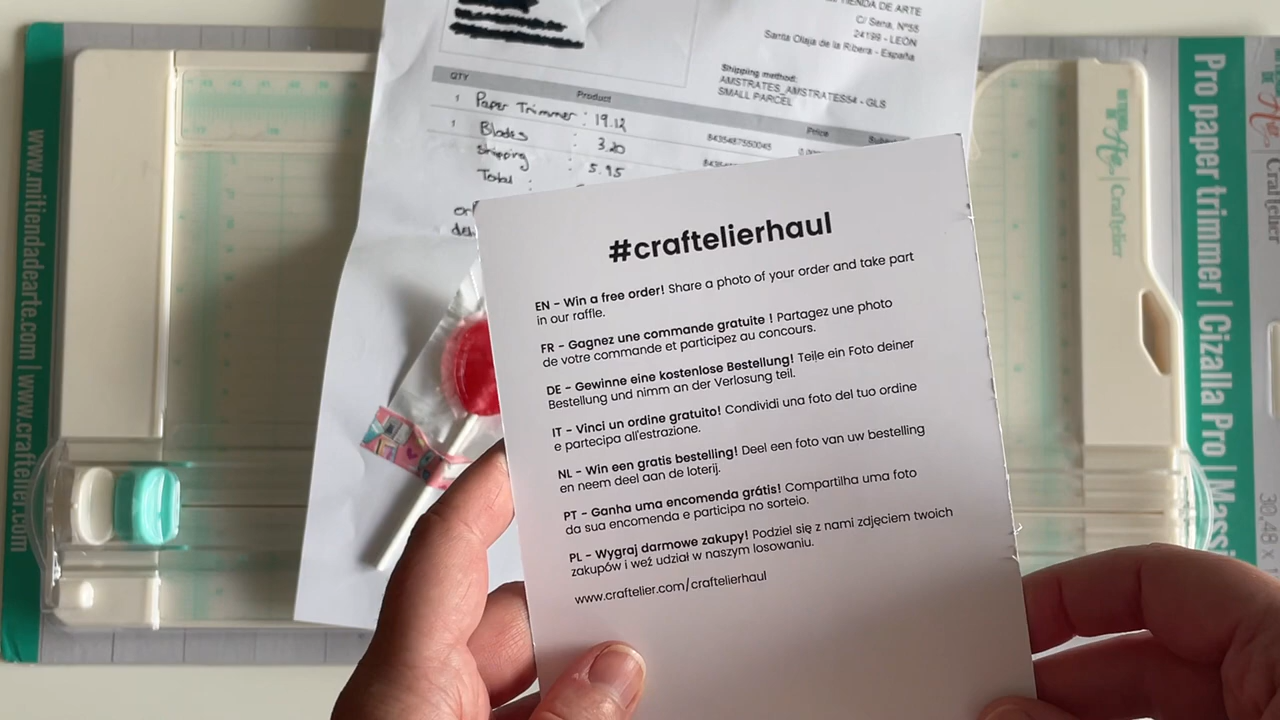 TIENDA DE ARTE
C/ Sena, Nº55
24199 - LEÓN
Santa Olaja de la Ribera - España
Shipping method:
AMSTRATES_AMSTRATES54 - GLS
SMALL PARCEL
QTY Product Price
1 Paper Trimmer : 19.12 8435487550045
1 Blades : 3.20
Shipping : 5.95
Total :
#craftelierhaul
EN - Win a free order! Share a photo of your order and take part
in our raffle.
FR - Gagnez une commande gratuite ! Partagez une photo
de votre commande et participez au concours.
DE - Gewinne eine kostenlose Bestellung! Teile ein Foto deiner
Bestellung und nimm an der Verlosung teil.
IT - Vinci un ordine gratuito! Condividi una foto del tuo ordine
e partecipa all'estrazione.
NL - Win een gratis bestelling! Deel een foto van uw bestelling
en neem deel aan de loterij.
PT - Ganha uma encomenda grátis! Compartilha uma foto
da sua encomenda e participa no sorteio.
PL - Wygraj darmowe zakupy! Podziel się z nami zdjęciem twoich
zakupów i weź udział w naszym losowaniu.
www.craftelier.com/craftelierhaul
www.mitiendadearte.com | www.craftelier.com
Craftelier
Pro paper trimmer | Cizalla Pro | Massi
Craftelier
30,48 x